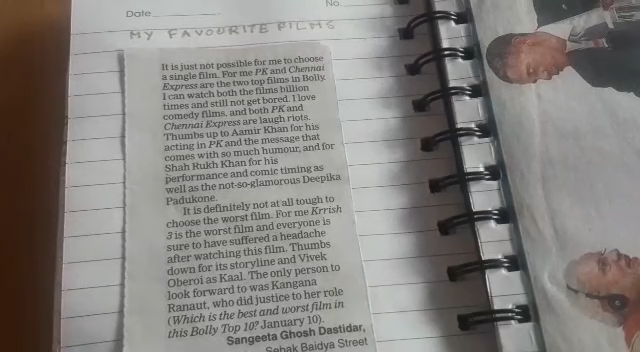 Date
No.
MY FAVOURITE FILMS
It is just not possible for me to choose
a single film. For me PK and Chennai
Express are the two top films in Bolly.
I can watch both the films billion
times and still not get bored. I love
comedy films, and both PK and
Chennai Express are laugh riots.
Thumbs up to Aamir Khan for his
acting in PK and the message that
comes with so much humour, and for
Shah Rukh Khan for his
performance and comic timing as
well as the not-so-glamorous Deepika
Padukone.
It is definitely not at all tough to
choose the worst film. For me Krrish
3 is the worst film and everyone is
sure to have suffered a headache
after watching this film. Thumbs
down for its storyline and Vivek
Oberoi as Kaal. The only person to
look forward to was Kangana
Ranaut, who did justice to her role
(Which is the best and worst film in
this Bolly Top 10? January 10).
Sangeeta Ghosh Dastidar,
Sebak Baidya Street